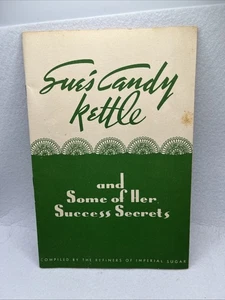 Sue's Candy
Kettle
and
Some of Her
Success Secrets
COMPILED BY THE REFINERS OF IMPERIAL SUGAR